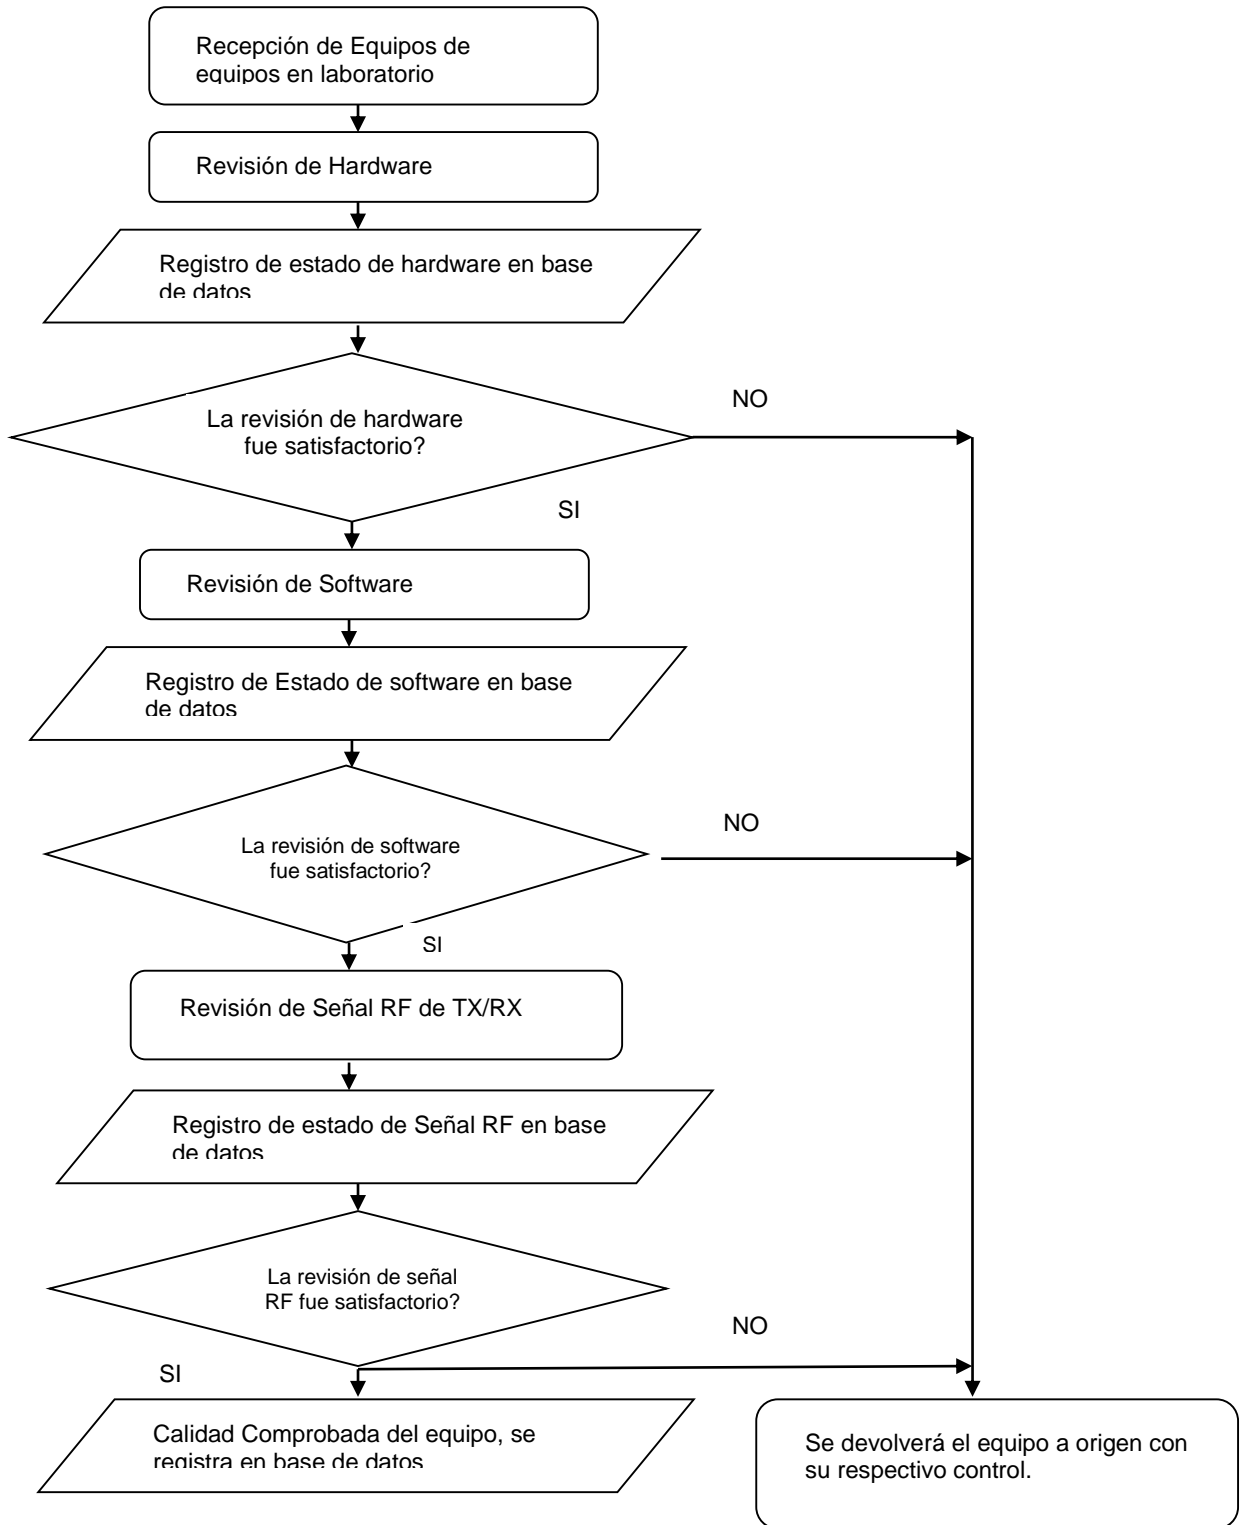 Recepción de Equipos de
equipos en laboratorio
Revisión de Hardware
Registro de estado de hardware en base
de datos
La revisión de hardware
fue satisfactorio?
NO
SI
Revisión de Software
Registro de Estado de software en base
de datos
La revisión de software
fue satisfactorio?
NO
SI
Revisión de Señal RF de TX/RX
Registro de estado de Señal RF en base
de datos
La revisión de señal
RF fue satisfactorio?
NO
SI
Calidad Comprobada del equipo, se
registra en base de datos
Se devolverá el equipo a origen con
su respectivo control.